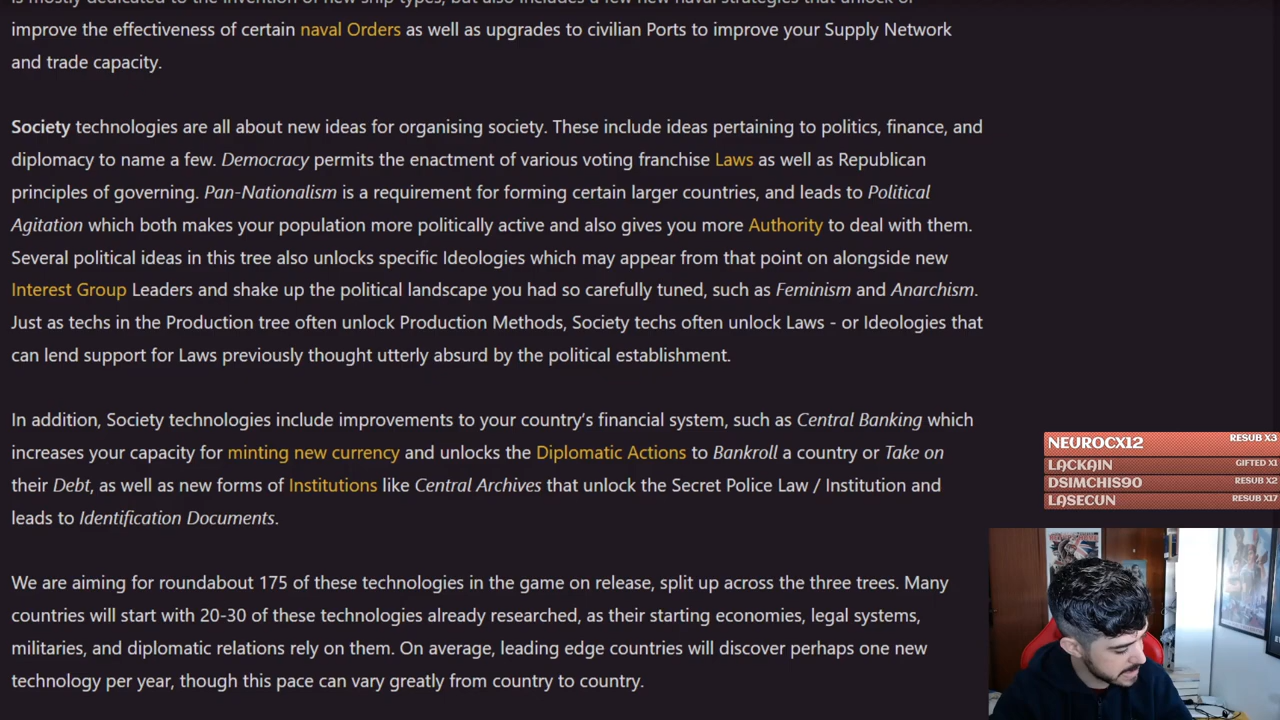 improve the effectiveness of certain naval Orders as well as upgrades to civilian Ports to improve your Supply Network
and trade capacity.
Society technologies are all about new ideas for organising society. These include ideas pertaining to politics, finance, and
diplomacy to name a few. Democracy permits the enactment of various voting franchise Laws as well as Republican
principles of governing. Pan-Nationalism is a requirement for forming certain larger countries, and leads to Political
Agitation which both makes your population more politically active and also gives you more Authority to deal with them.
Several political ideas in this tree also unlocks specific Ideologies which may appear from that point on alongside new
Interest Group Leaders and shake up the political landscape you had so carefully tuned, such as Feminism and Anarchism.
Just as techs in the Production tree often unlock Production Methods, Society techs often unlock Laws - or Ideologies that
can lend support for Laws previously thought utterly absurd by the political establishment.
In addition, Society technologies include improvements to your country's financial system, such as Central Banking which
increases your capacity for minting new currency and unlocks the Diplomatic Actions to Bankroll a country or Take on
their Debt, as well as new forms of Institutions like Central Archives that unlock the Secret Police Law / Institution and
leads to Identification Documents.
We are aiming for roundabout 175 of these technologies in the game on release, split up across the three trees. Many
countries will start with 20-30 of these technologies already researched, as their starting economies, legal systems,
militaries, and diplomatic relations rely on them. On average, leading edge countries will discover perhaps one new
technology per year, though this pace can vary greatly from country to country.
NEUROCX12 RESUB X3
LACKAIN GIFTED X1
DSIMCHIS90 RESUB X2
LASECUN RESUB X17